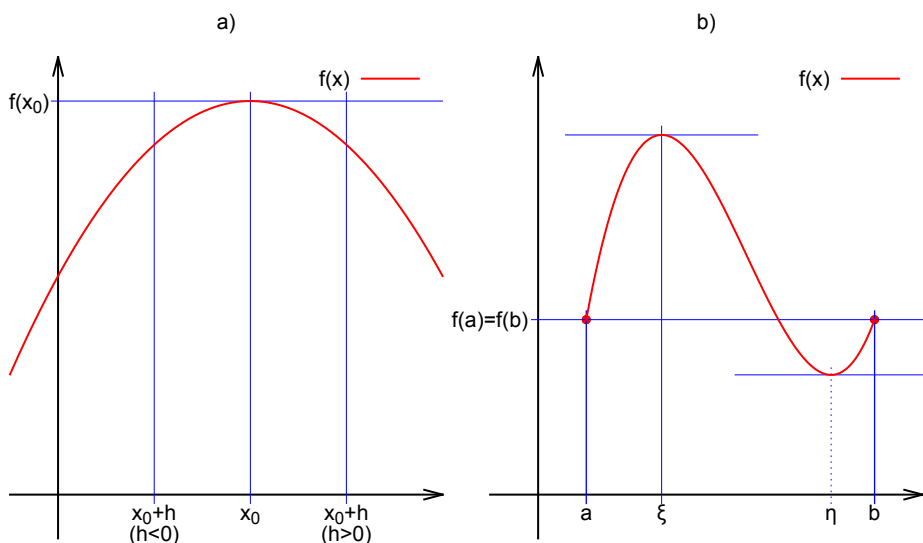 a)
f(x)
f(x₀)
x₀+h
(h<0)
x₀
x₀+h
(h>0)
b)
f(x)
f(a)=f(b)
a
ξ
η
b